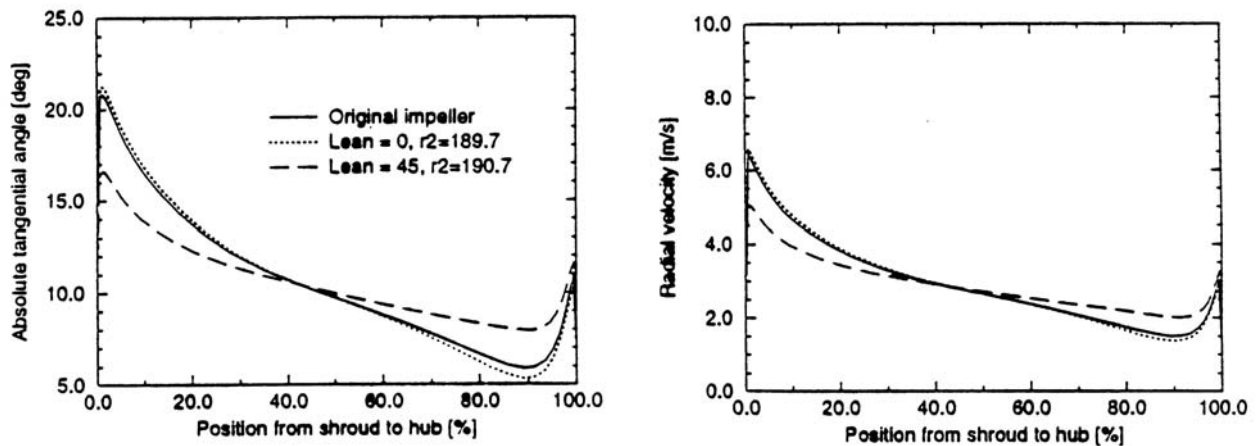 25.0
20.0
15.0
10.0
5.0
Absolute tangential angle [deg]
Original impeller
Lean = 0, r2=189.7
Lean = 45, r2=190.7
0.0 20.0 40.0 60.0 80.0 100.0
Position from shroud to hub [%]
10.0
8.0
6.0
4.0
2.0
0.0
Radial velocity [m/s]
0.0 20.0 40.0 60.0 80.0 100.0
Position from shroud to hub [%]